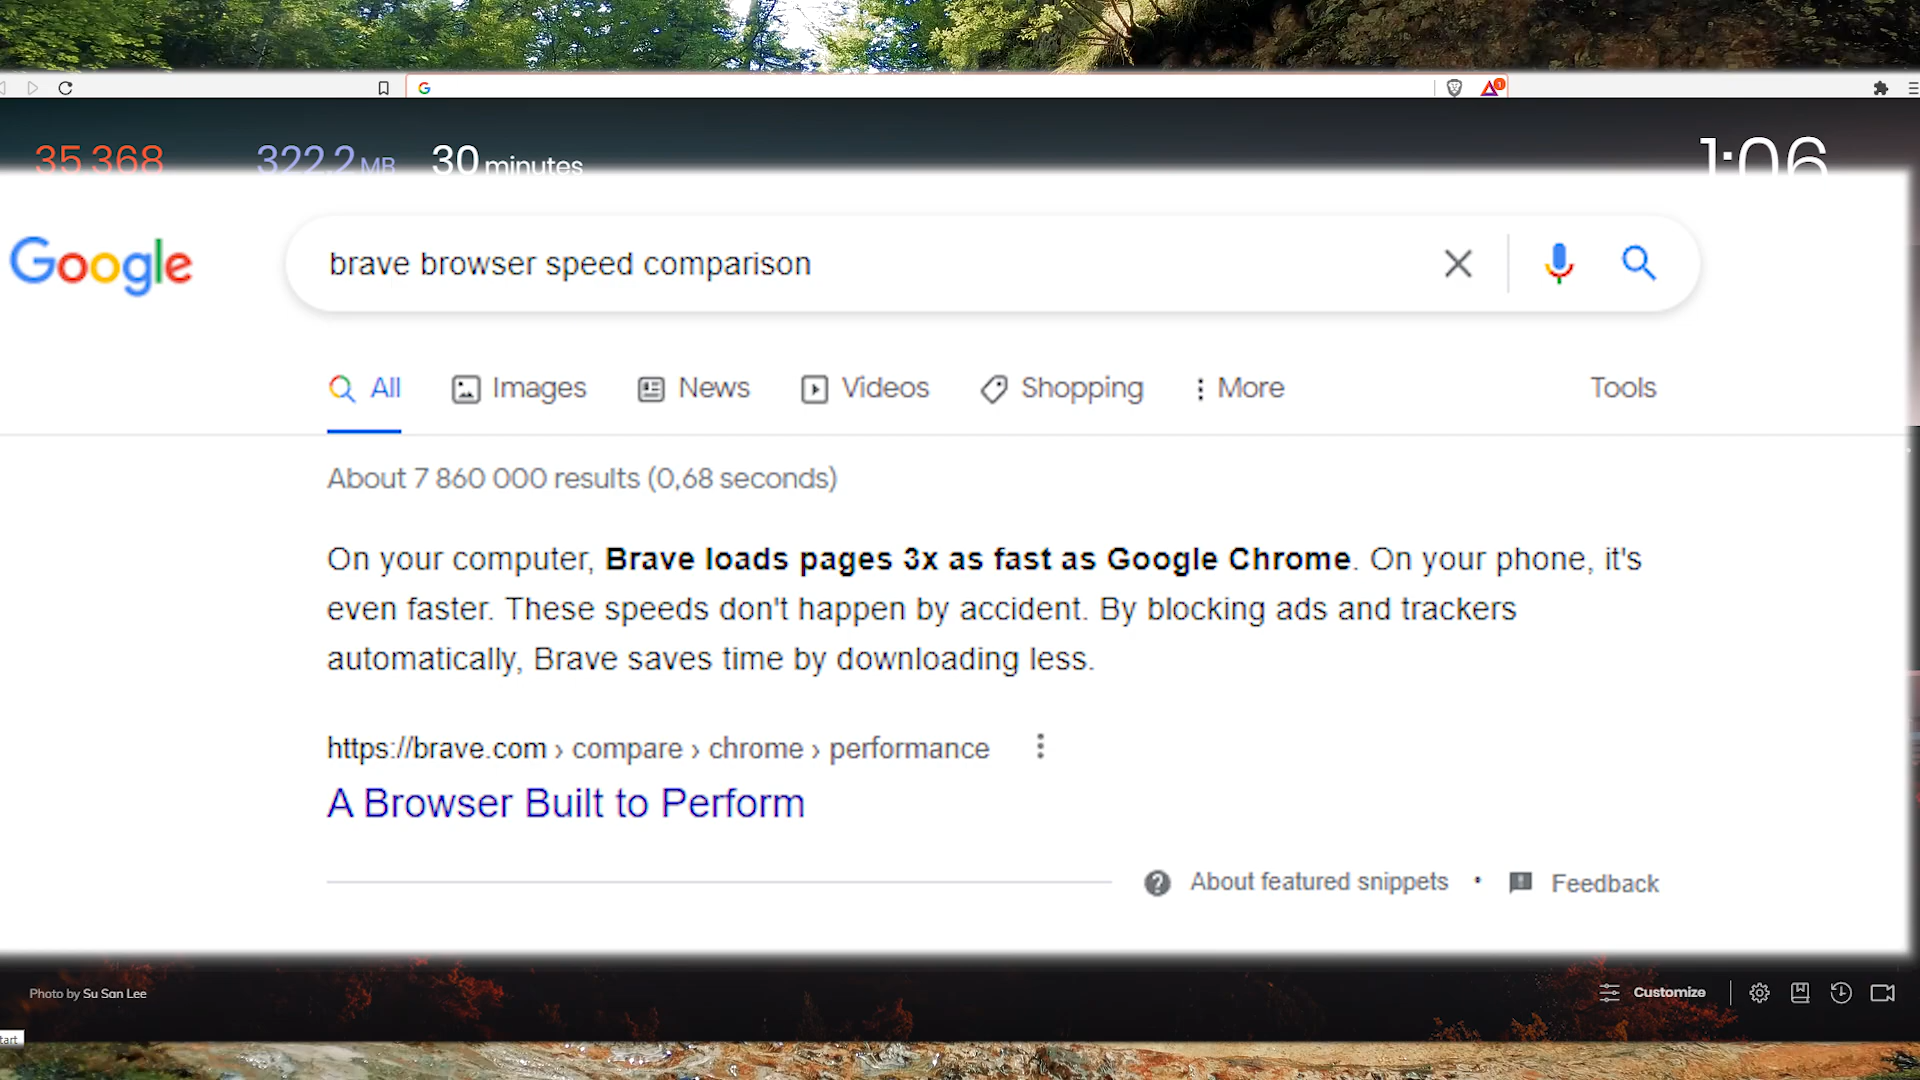 35 368 322.2 MB 30 minutes 1:06
Google brave browser speed comparison
All Images News Videos Shopping More Tools
About 7 860 000 results (0,68 seconds)
On your computer, Brave loads pages 3x as fast as Google Chrome. On your phone, it's
even faster. These speeds don't happen by accident. By blocking ads and trackers
automatically, Brave saves time by downloading less.
https://brave.com › compare › chrome › performance
A Browser Built to Perform
About featured snippets • Feedback
Photo by Su San Lee Customize
tart